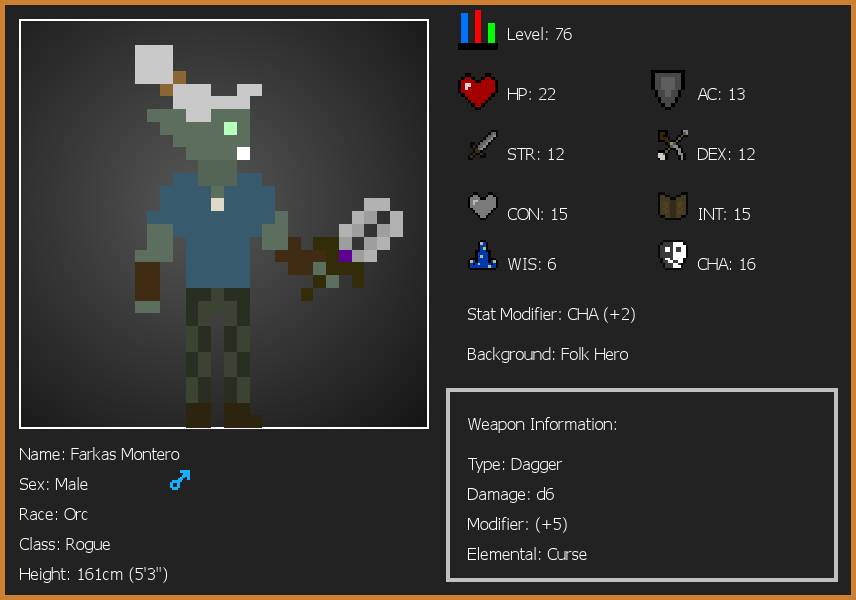 Level: 76
HP: 22
AC: 13
STR: 12
DEX: 12
CON: 15
INT: 15
WIS: 6
CHA: 16
Stat Modifier: CHA (+2)
Background: Folk Hero
Weapon Information:
Type: Dagger
Damage: d6
Modifier: (+5)
Elemental: Curse
Name: Farkas Montero
Sex: Male
Race: Orc
Class: Rogue
Height: 161cm (5'3")